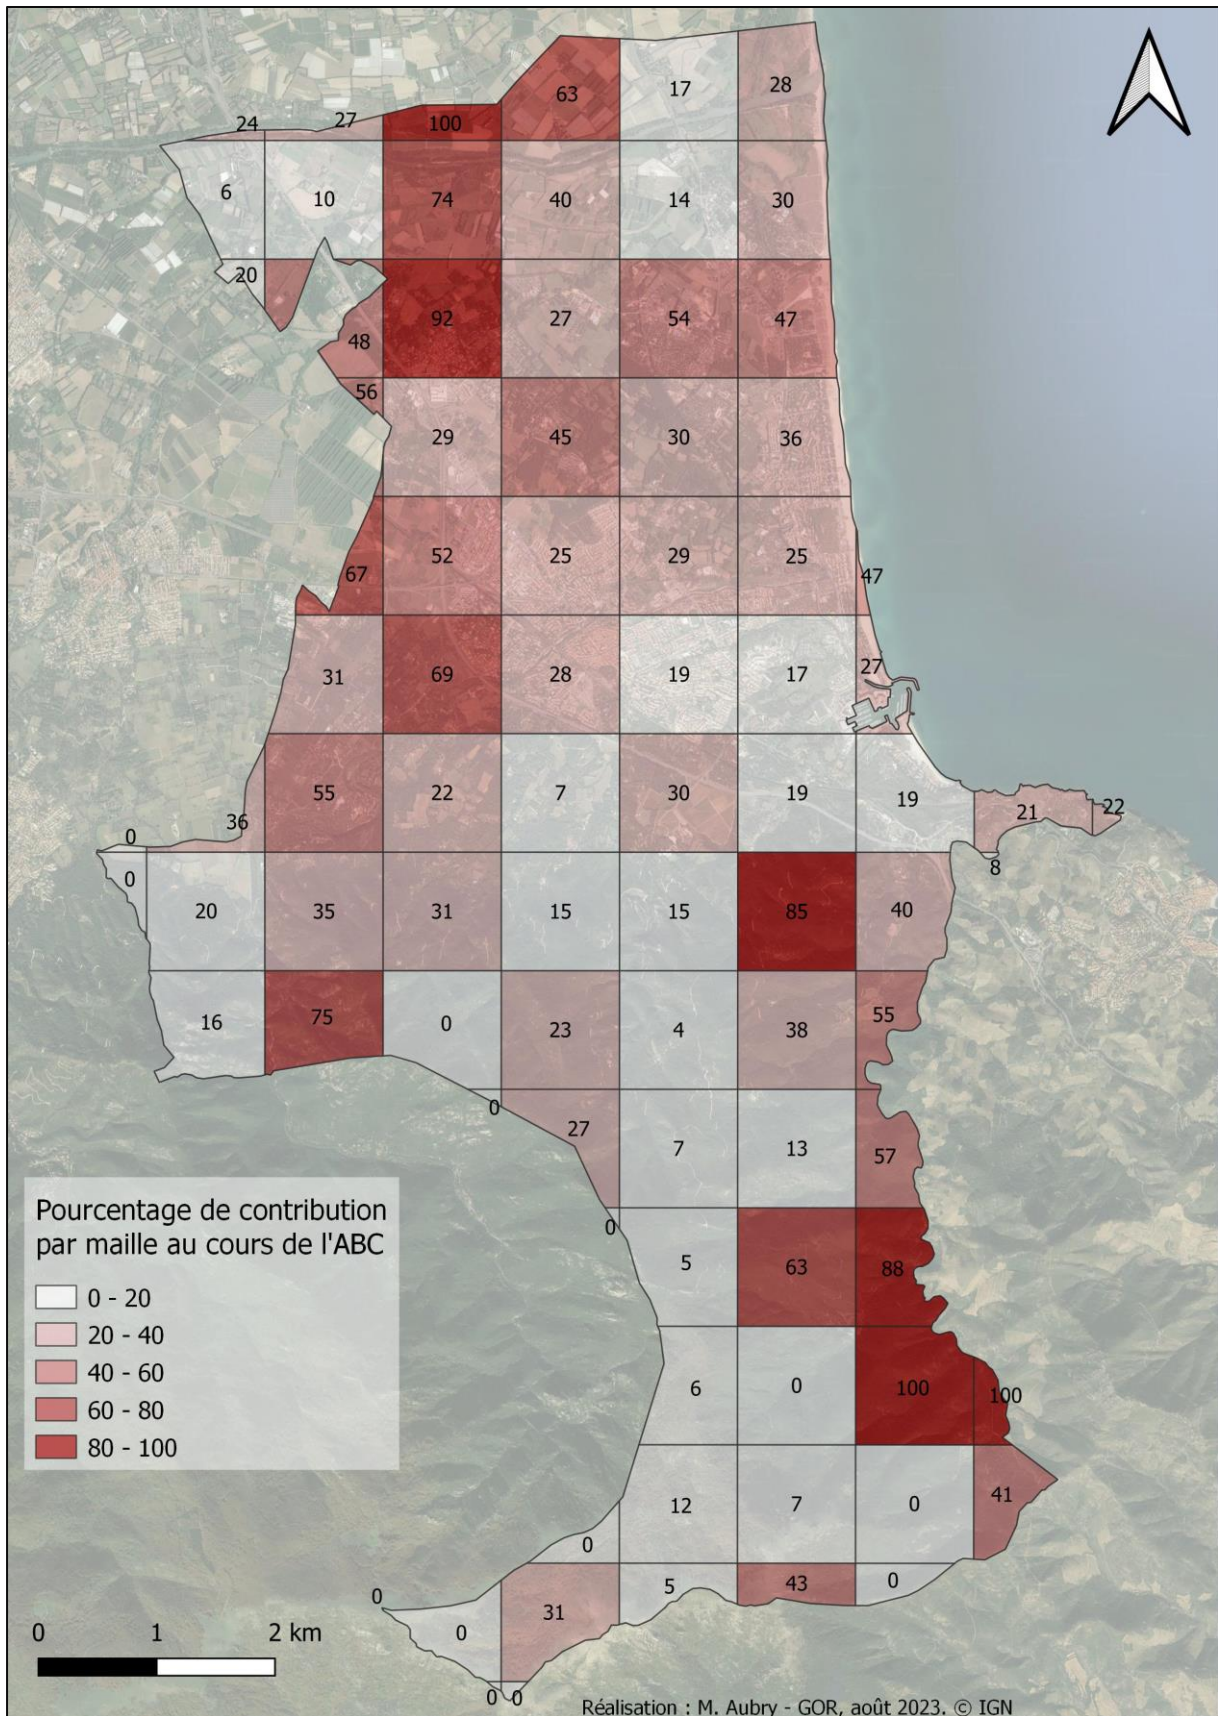 63 17 28
24 27 100
6 10 74 40 14 30
20
48 92 27 54 47
56
29 45 30 36
67 52 25 29 25 47
31 69 28 19 17 27
36 55 22 7 30 19 19 21 22
0
0 20 35 31 15 15 85 40 8
16 75 0 23 4 38 55
0 27 7 13 57
0 5 63 88
6 0 100 100
0 12 7 0 41
0 0 31 5 43 0
0 0
Pourcentage de contribution
par maille au cours de l'ABC
0 - 20
20 - 40
40 - 60
60 - 80
80 - 100
0 1 2 km
Réalisation : M. Aubry - GOR, août 2023. © IGN